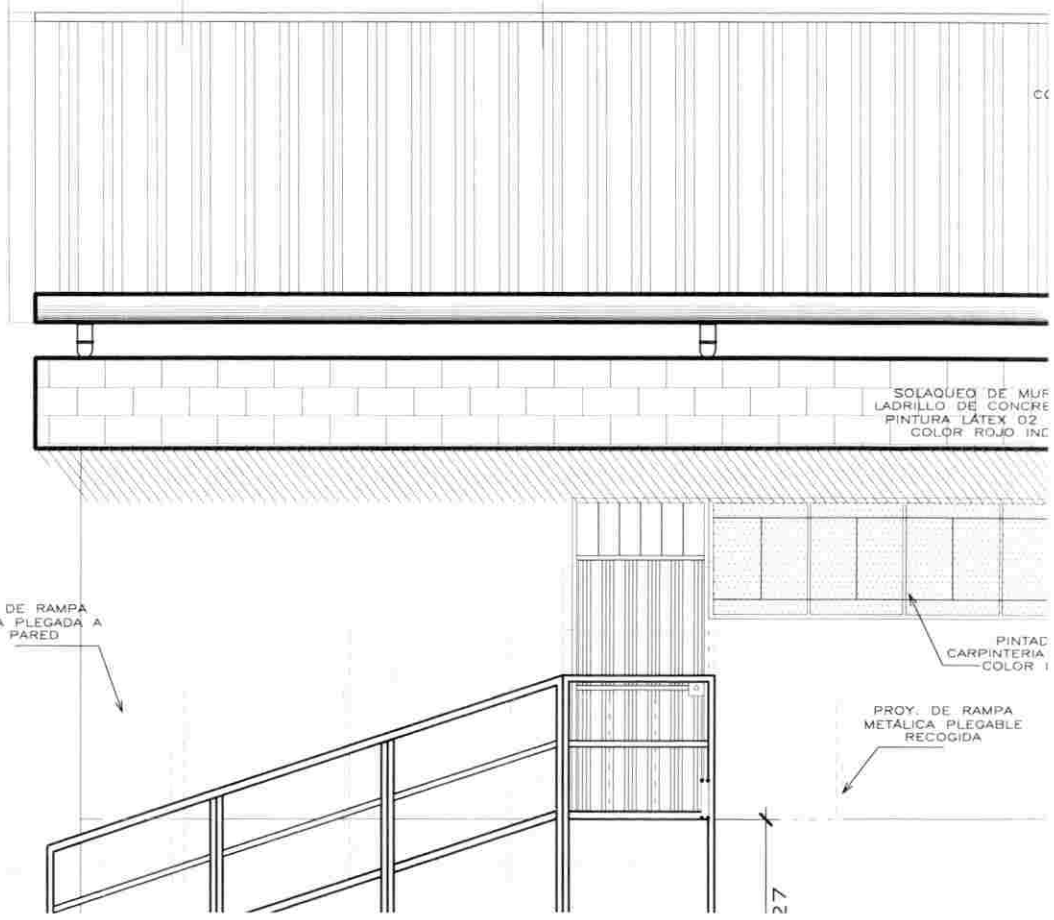 CO
SOLAQUEO DE MUR
LADRILLO DE CONCRE
PINTURA LÁTEX 02
COLOR ROJO IND
DE RAMPA
A PLEGADA A
PARED
PINTAD
CARPINTERIA
COLOR I
PROY. DE RAMPA
METÁLICA PLEGABLE
RECOGIDA
27